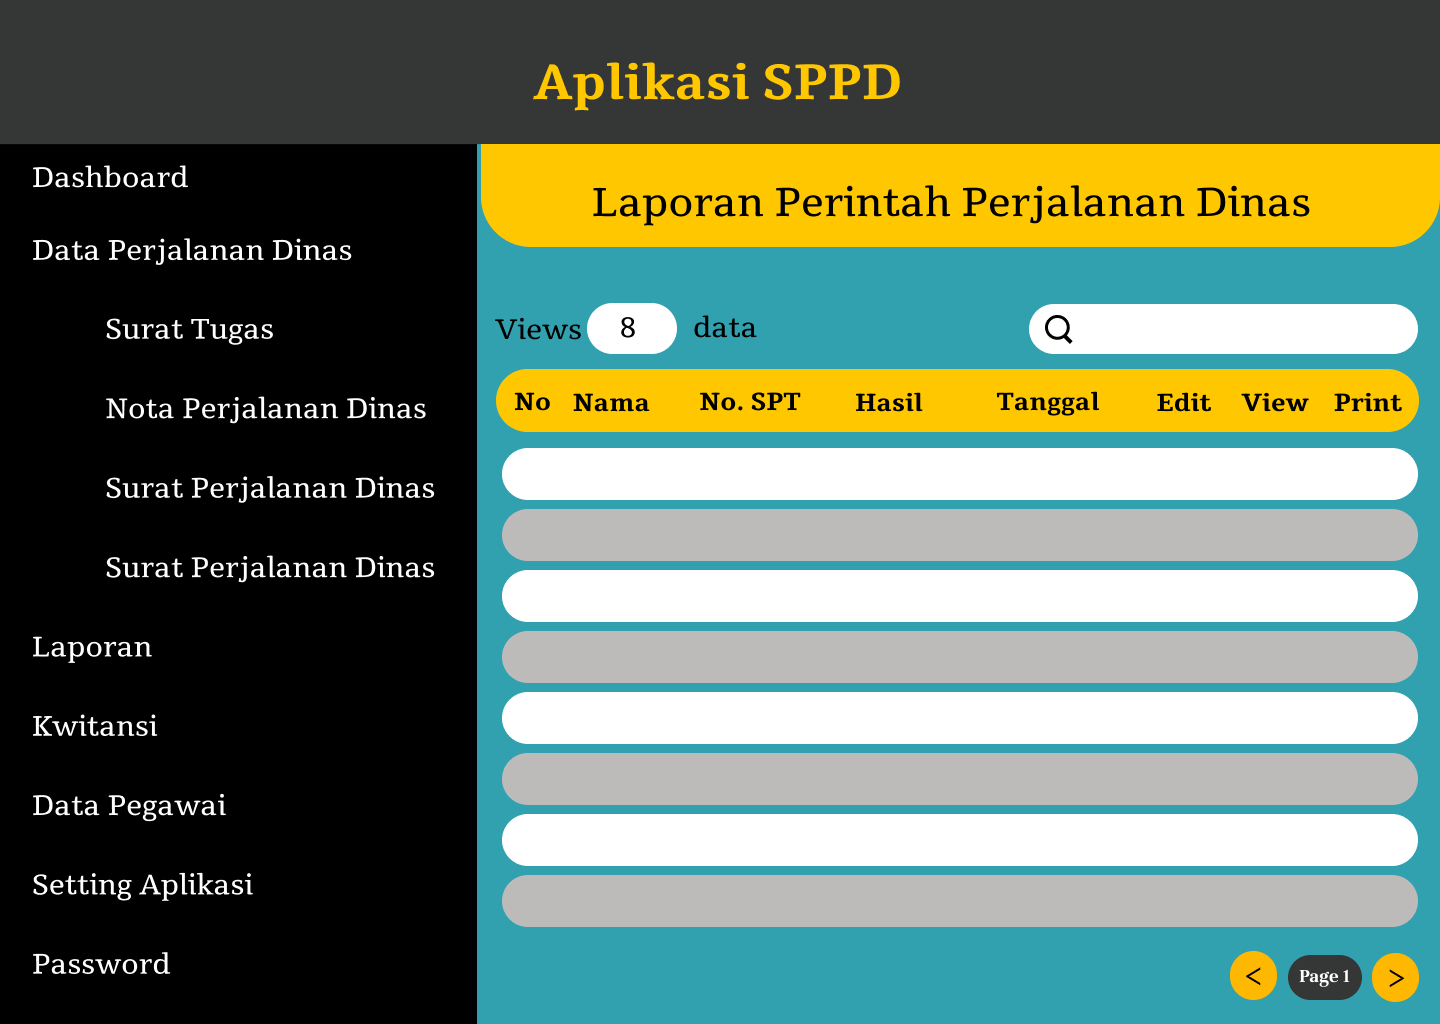 Aplikasi SPPD
Dashboard
Data Perjalanan Dinas
Surat Tugas
Nota Perjalanan Dinas
Surat Perjalanan Dinas
Surat Perjalanan Dinas
Laporan
Kwitansi
Data Pegawai
Setting Aplikasi
Password
Laporan Perintah Perjalanan Dinas
Views 8 data
No Nama No. SPT Hasil Tanggal Edit View Print
< Page 1 >